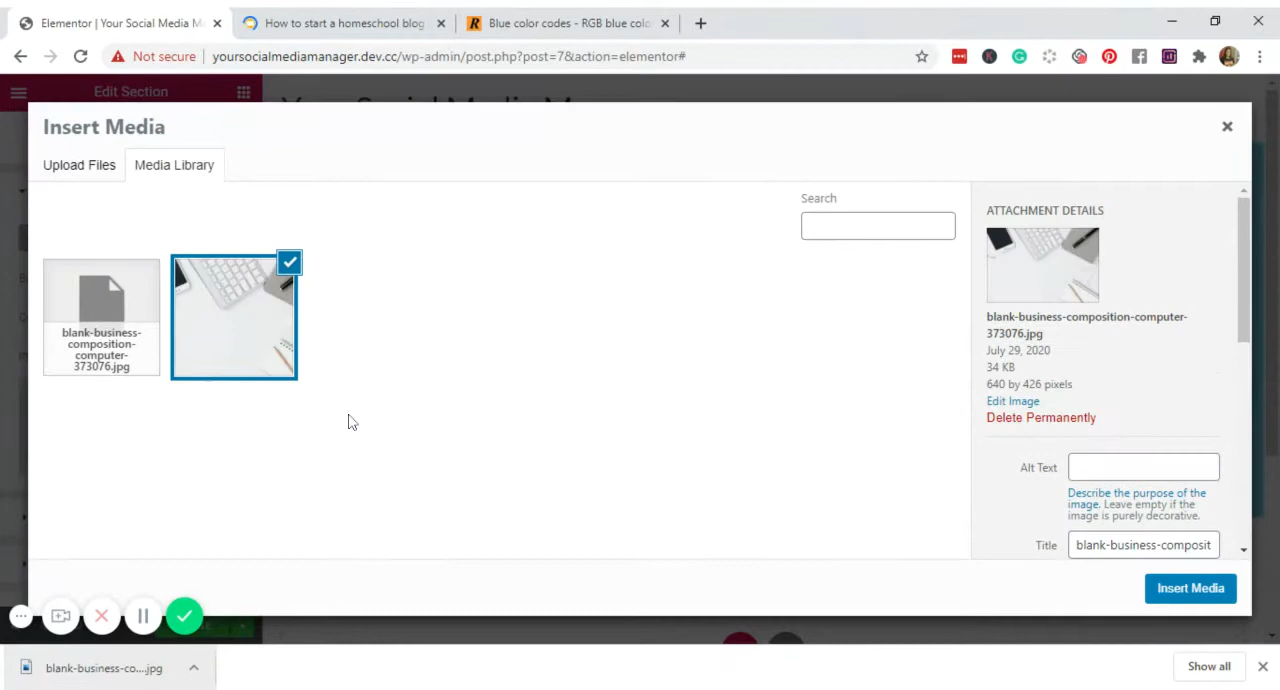 Elementor | Your Social Media M
How to start a homeschool blog
Blue color codes - RGB blue colo
Not secure
yoursocialmediamanager.dev.cc/wp-admin/post.php?post=7&action=elementor#
Edit Section
Insert Media
Upload Files
Media Library
Search
ATTACHMENT DETAILS
blank-business-
composition-
computer-
373076.jpg
blank-business-composition-computer-
373076.jpg
July 29, 2020
34 KB
640 by 426 pixels
Edit Image
Delete Permanently
Alt Text
Describe the purpose of the
image. Leave empty if the
image is purely decorative.
Title
blank-business-composit
Insert Media
blank-business-co....jpg
Show all